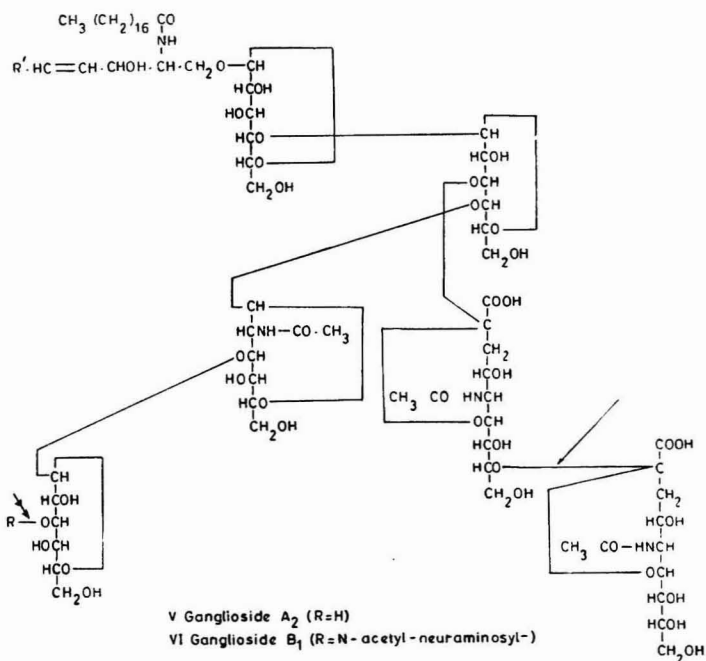 CH₃ (CH₂)₁₆ CO
NH
R'-HC=CH-CHOH-CH-CH₂O-CH
HCOH
HOCH
HCO
HCO
CH₂OH
CH
HCOH
OCH
OCH
HCO
CH₂OH
CH
HCNH-CO·CH₃
OCH
HOCH
HCO
CH₂OH
COOH
C
CH₂
HCOH
CH₃ CO HNCH
OCH
HCOH
HCO
CH₂OH
CH
HCOH
R-OCH
HOCH
HCO
CH₂OH
COOH
C
CH₂
HCOH
CH₃ CO-HNCH
OCH
HCOH
HCOH
CH₂OH
V Ganglioside A₂ (R=H)
VI Ganglioside B₁ (R=N-acetyl-neuraminosyl-)